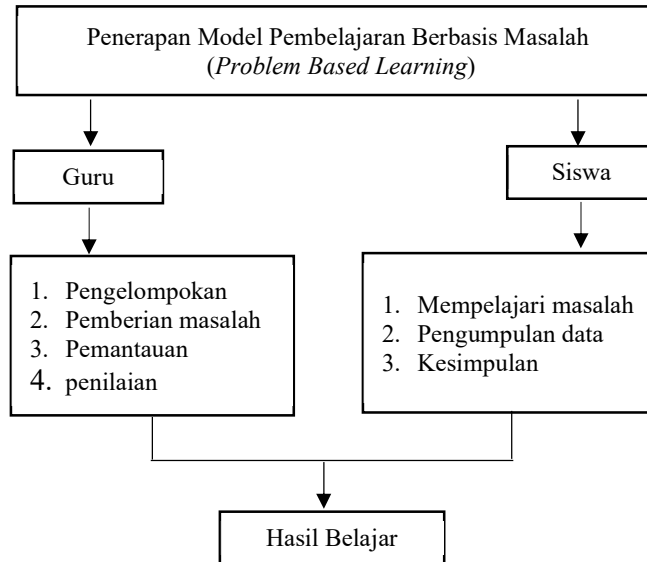 Penerapan Model Pembelajaran Berbasis Masalah
(Problem Based Learning)
Guru
Siswa
1. Pengelompokan
2. Pemberian masalah
3. Pemantauan
4. penilaian
1. Mempelajari masalah
2. Pengumpulan data
3. Kesimpulan
Hasil Belajar